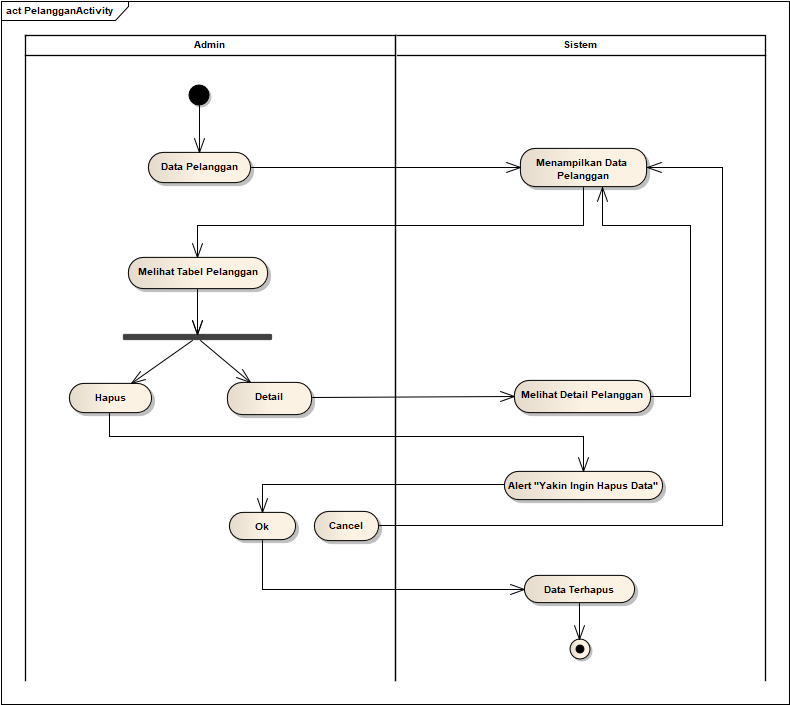 act PelangganActivity
Admin
Sistem
Data Pelanggan
Menampilkan Data
Pelanggan
Melihat Tabel Pelanggan
Hapus
Detail
Melihat Detail Pelanggan
Alert "Yakin Ingin Hapus Data"
Ok
Cancel
Data Terhapus